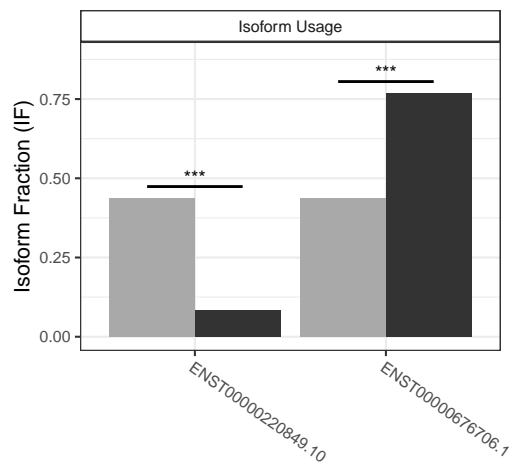 Isoform Usage
Isoform Fraction (IF)
0.75
0.50
0.25
0.00
***
***
ENST00000220849.10
ENST00000676706.1